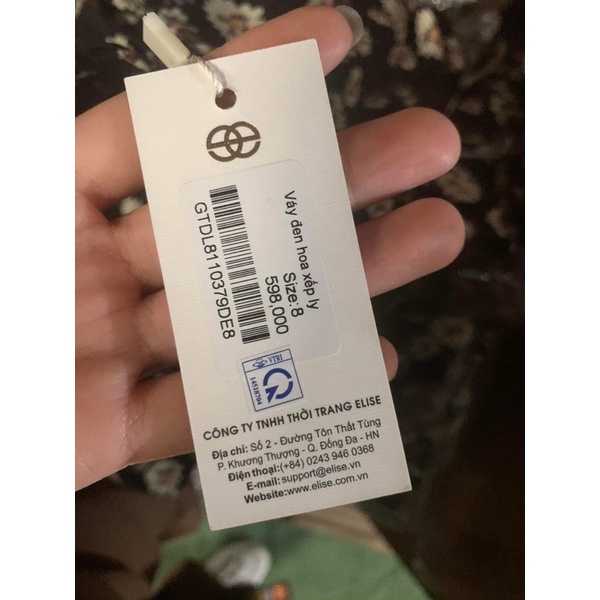 Váy đen hoa xếp ly
Size:8
598,000
GTDL8110379DE8
VTRI
14518704
CÔNG TY TNHH THỜI TRANG ELISE
Địa chỉ: Số 2 - Đường Tôn Thất Tùng
P. Khương Thượng - Q. Đống Đa - HN
Điện thoại:(+84) 0243 946 0368
E-mail: support@elise.vn
Website:www.elise.com.vn